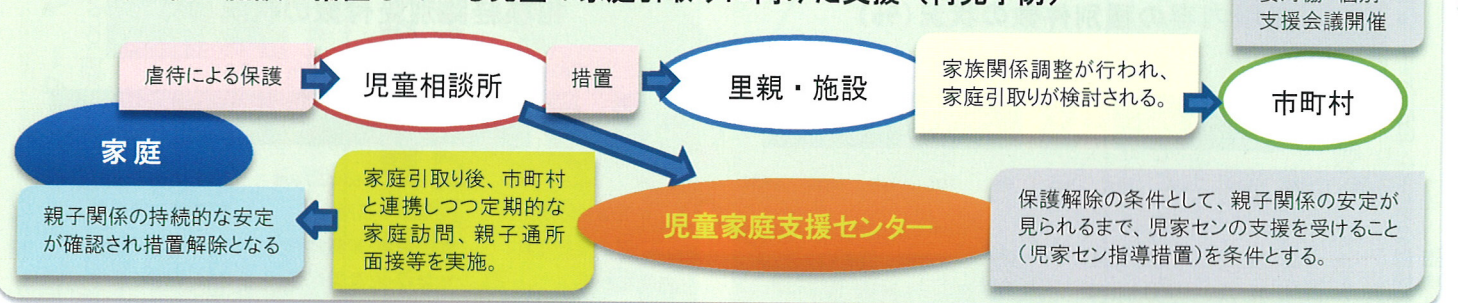 支援会議開催
虐待による保護
児童相談所
措置
里親・施設
家族関係調整が行われ、
家庭引取りが検討される。
市町村
家庭
親子関係の持続的な安定
が確認され措置解除となる
家庭引取り後、市町村
と連携しつつ定期的な
家庭訪問、親子通所
面接等を実施。
児童家庭支援センター
保護解除の条件として、親子関係の安定が
見られるまで、児家センの支援を受けること
（児家セン指導措置）を条件とする。